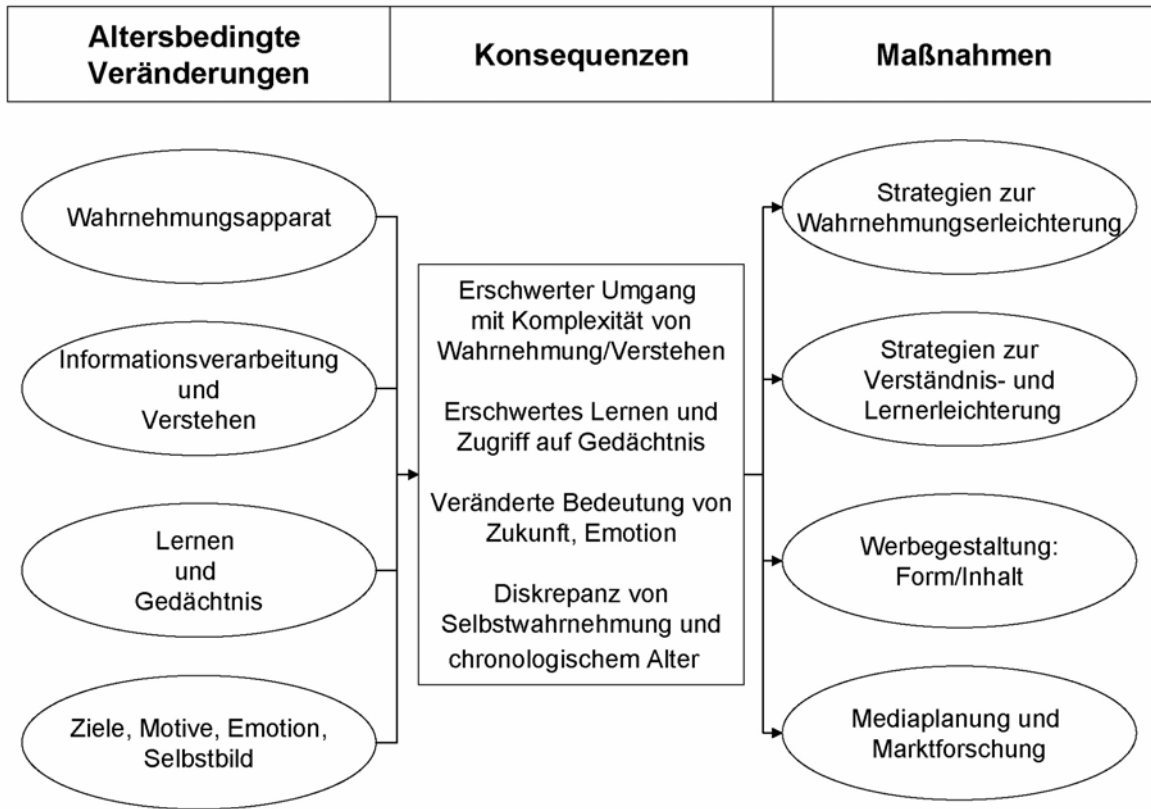 Altersbedingte
Veränderungen
Konsequenzen
Maßnahmen
Wahrnehmungsapparat
Informationsverarbeitung
und
Verstehen
Lernen
und
Gedächtnis
Ziele, Motive, Emotion,
Selbstbild
Erschwerter Umgang
mit Komplexität von
Wahrnehmung/Verstehen
Erschwertes Lernen und
Zugriff auf Gedächtnis
Veränderte Bedeutung von
Zukunft, Emotion
Diskrepanz von
Selbstwahrnehmung und
chronologischem Alter
Strategien zur
Wahrnehmungserleichterung
Strategien zur
Verständnis- und
Lernerleichterung
Werbegestaltung:
Form/Inhalt
Mediaplanung und
Marktforschung